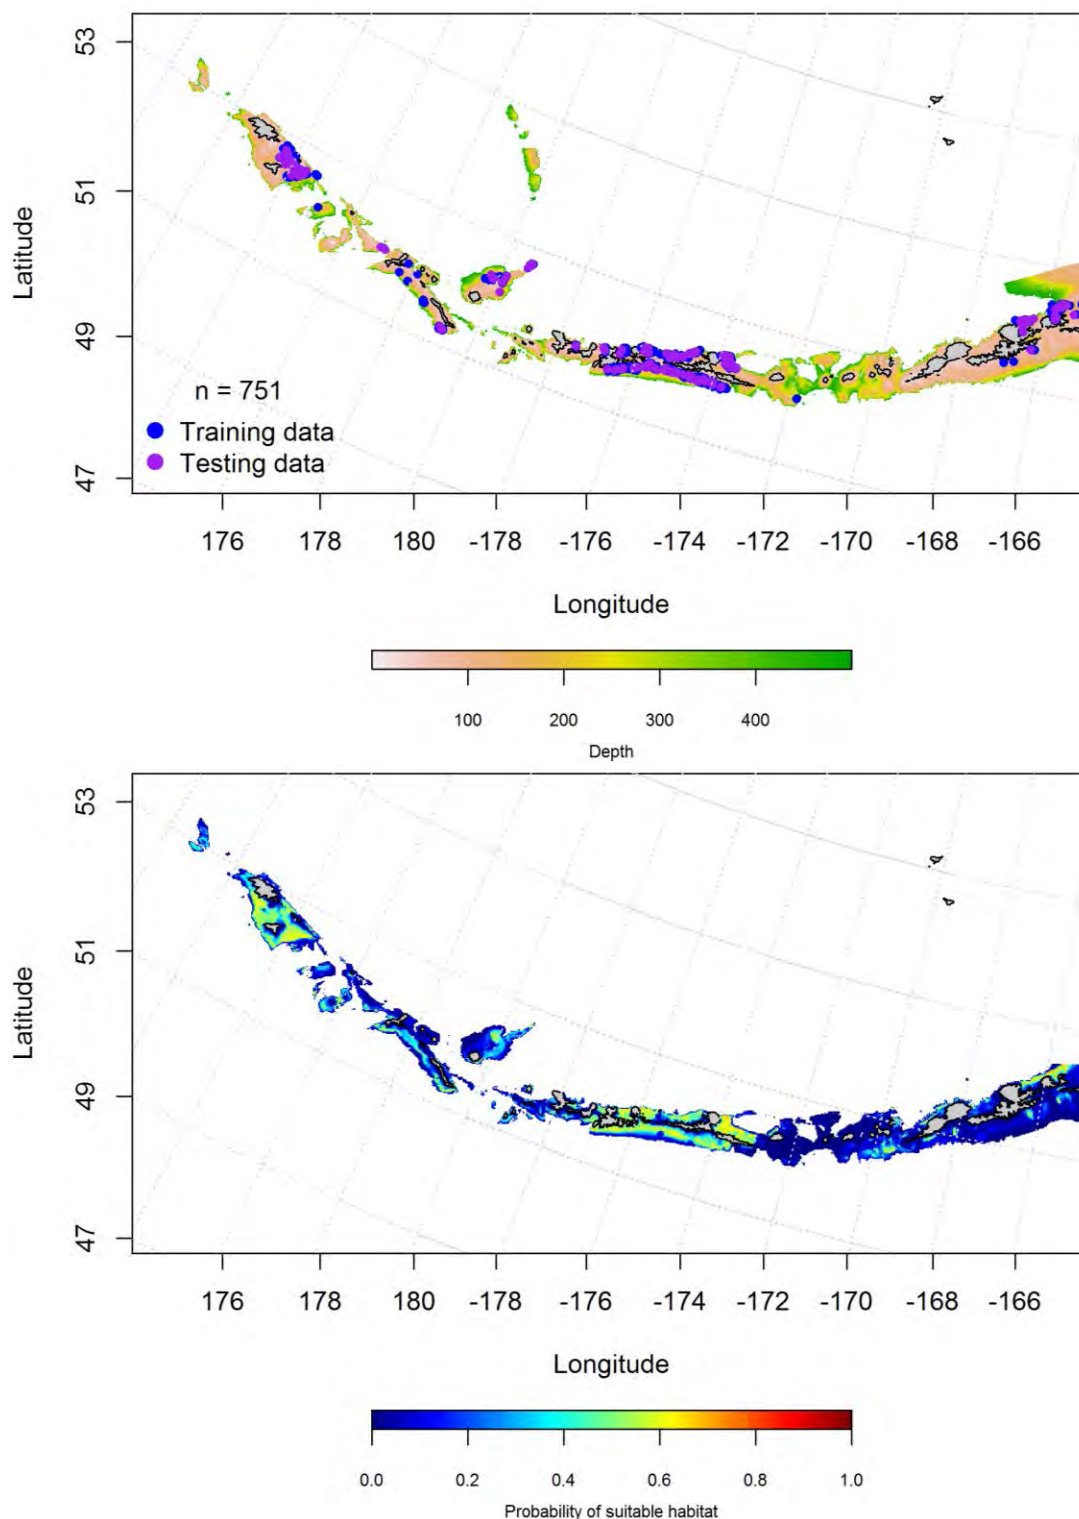 53
51
49
47
Latitude
n = 751
Training data
Testing data
176 178 180 -178 -176 -174 -172 -170 -168 -166
Longitude
100 200 300 400
Depth
53
51
49
47
Latitude
176 178 180 -178 -176 -174 -172 -170 -168 -166
Longitude
0.0 0.2 0.4 0.6 0.8 1.0
Probability of suitable habitat